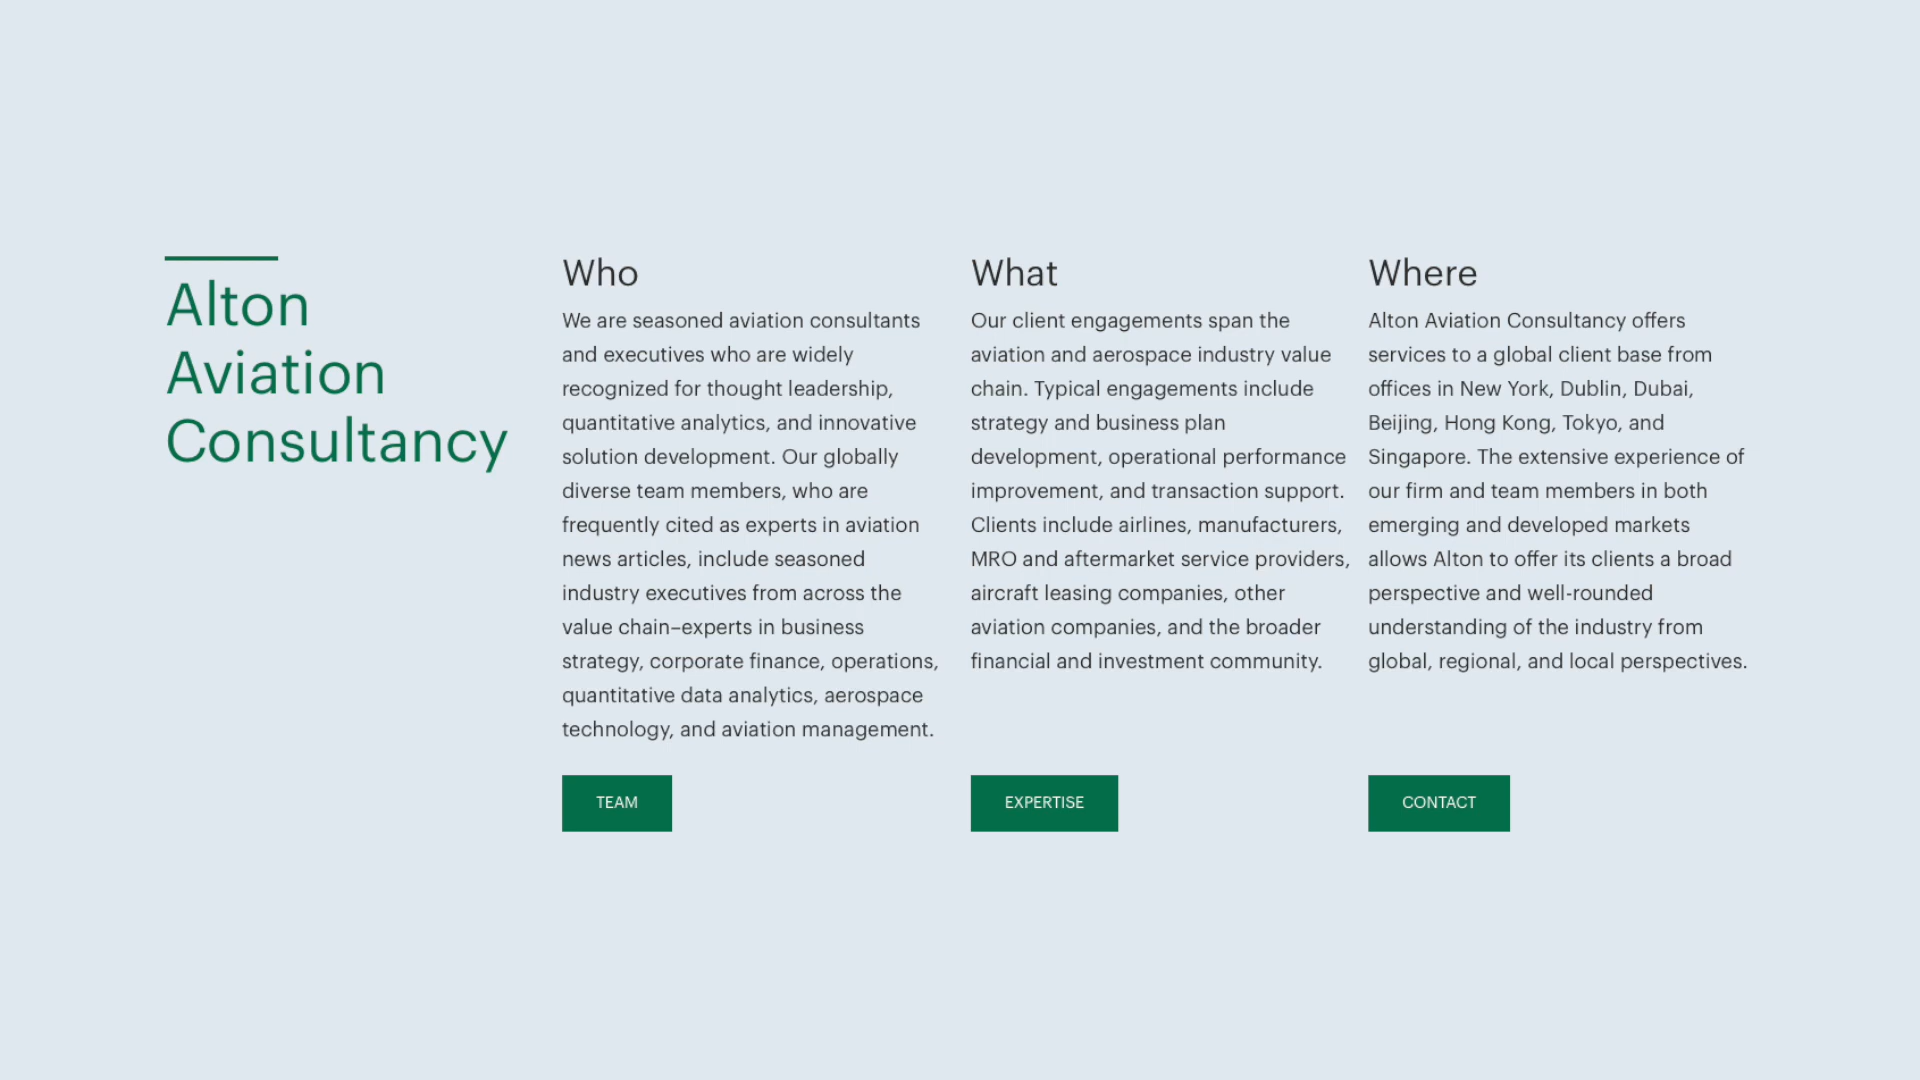 Alton
Aviation
Consultancy
Who
We are seasoned aviation consultants
and executives who are widely
recognized for thought leadership,
quantitative analytics, and innovative
solution development. Our globally
diverse team members, who are
frequently cited as experts in aviation
news articles, include seasoned
industry executives from across the
value chain–experts in business
strategy, corporate finance, operations,
quantitative data analytics, aerospace
technology, and aviation management.
TEAM
What
Our client engagements span the
aviation and aerospace industry value
chain. Typical engagements include
strategy and business plan
development, operational performance
improvement, and transaction support.
Clients include airlines, manufacturers,
MRO and aftermarket service providers,
aircraft leasing companies, other
aviation companies, and the broader
financial and investment community.
EXPERTISE
Where
Alton Aviation Consultancy offers
services to a global client base from
offices in New York, Dublin, Dubai,
Beijing, Hong Kong, Tokyo, and
Singapore. The extensive experience of
our firm and team members in both
emerging and developed markets
allows Alton to offer its clients a broad
perspective and well-rounded
understanding of the industry from
global, regional, and local perspectives.
CONTACT